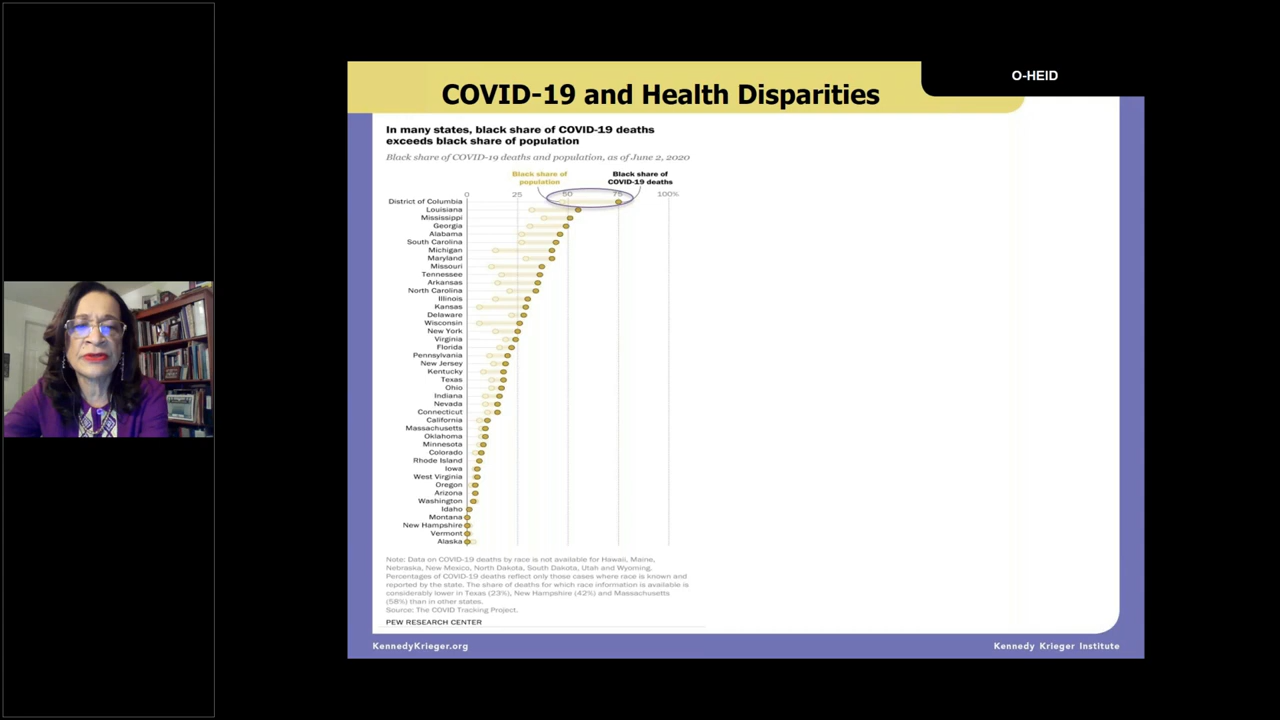 O-HEID
COVID-19 and Health Disparities
In many states, black share of COVID-19 deaths
exceeds black share of population
Black share of COVID-19 deaths and population, as of June 2, 2020
Black share of
population
Black share of
COVID-19 deaths
0 25 50 75 100%
District of Columbia
Louisiana
Mississippi
Georgia
Alabama
South Carolina
Michigan
Maryland
Missouri
Tennessee
Arkansas
North Carolina
Illinois
Kansas
Delaware
Wisconsin
New York
Virginia
Florida
Pennsylvania
New Jersey
Kentucky
Texas
Ohio
Indiana
Nevada
Connecticut
California
Massachusetts
Oklahoma
Minnesota
Colorado
Rhode Island
Iowa
West Virginia
Oregon
Arizona
Washington
Idaho
Montana
New Hampshire
Vermont
Alaska
Note: Data on COVID-19 deaths by race is not available for Hawaii, Maine,
Nebraska, New Mexico, North Dakota, South Dakota, Utah and Wyoming.
Percentages of COVID-19 deaths reflect only those cases where race is known and
reported by the state. The share of deaths for which race information is available is
considerably lower in Texas (23%), New Hampshire (42%) and Massachusetts
(58%) than in other states.
Source: The COVID Tracking Project.
PEW RESEARCH CENTER
KennedyKrieger.org
Kennedy Krieger Institute